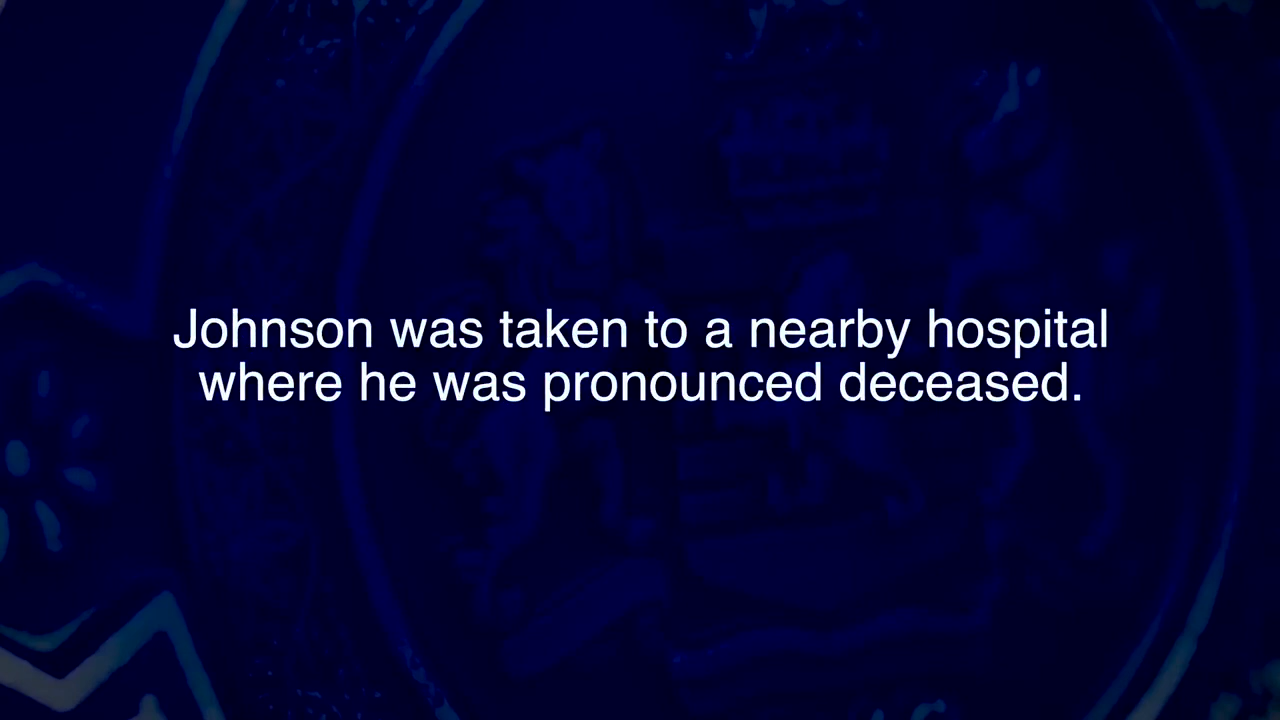 Johnson was taken to a nearby hospital
where he was pronounced deceased.